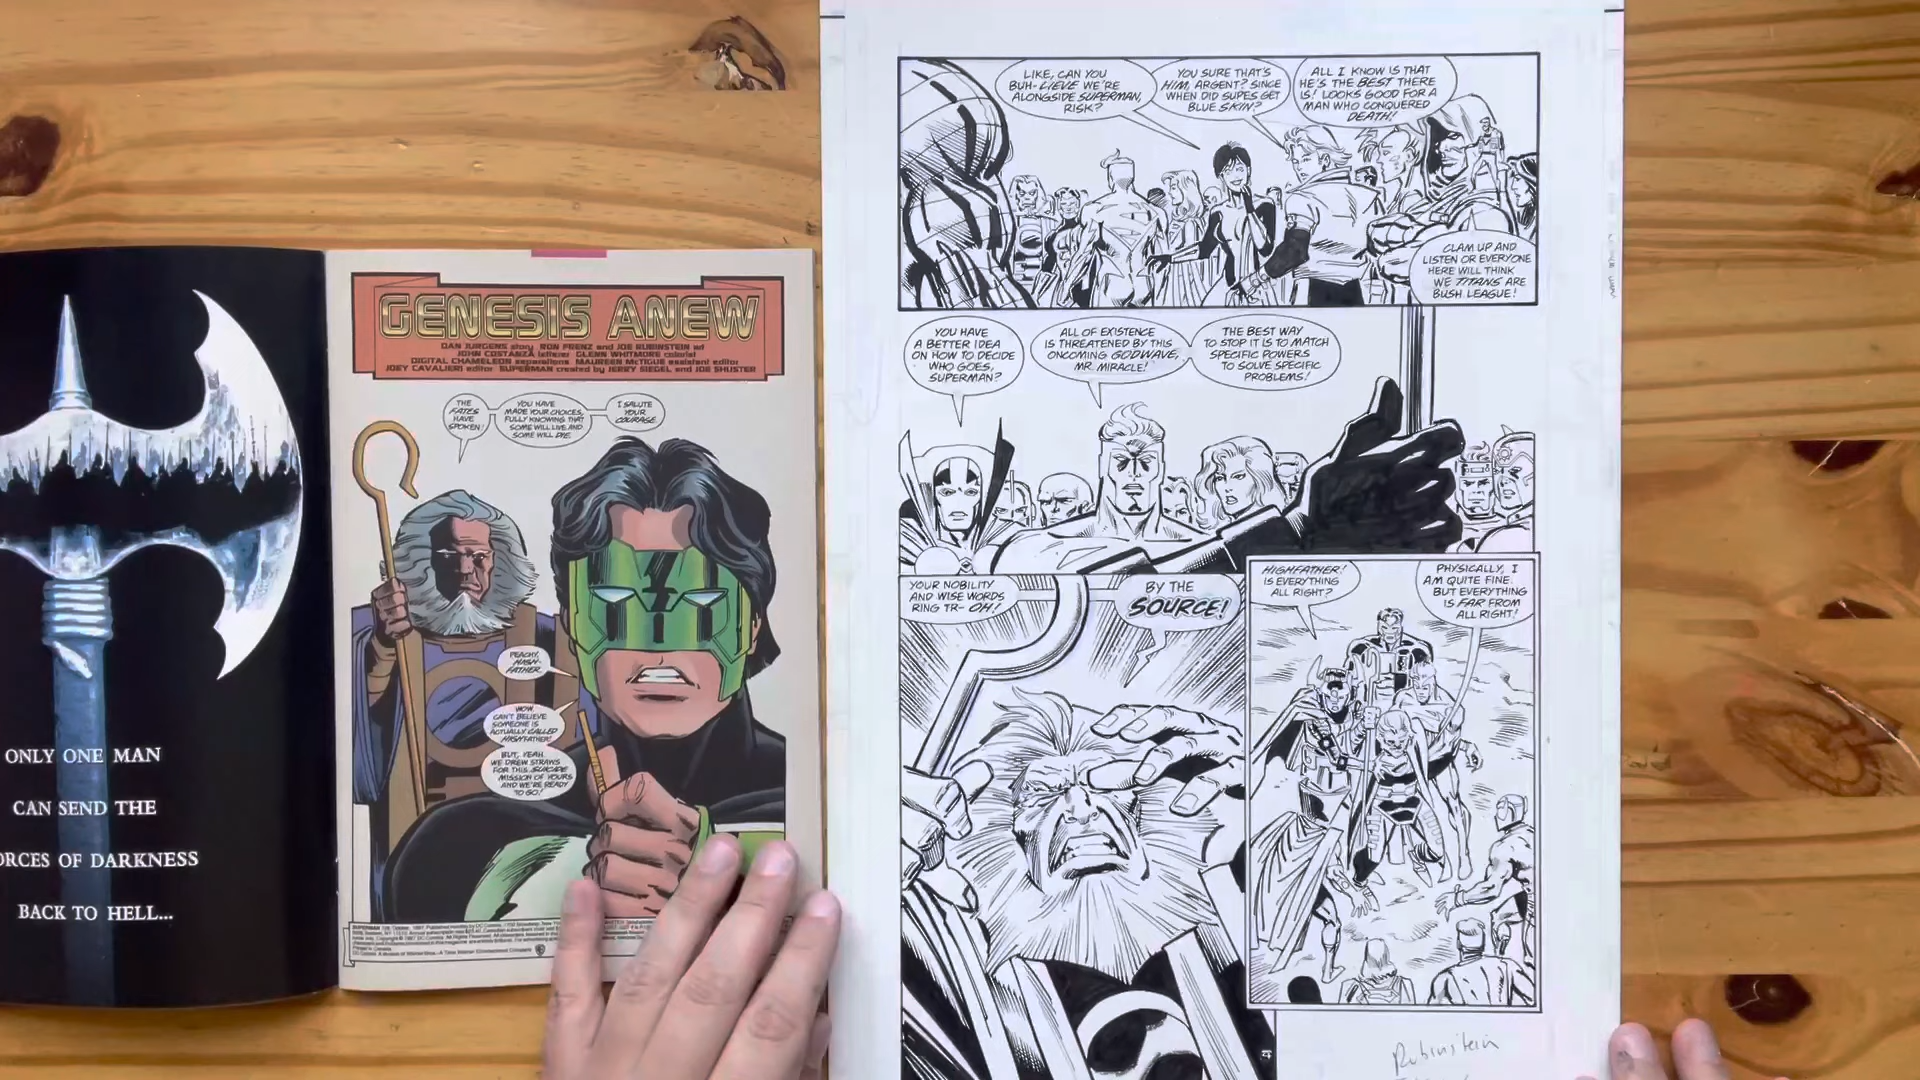 ONLY ONE MAN
CAN SEND THE
ORCES OF DARKNESS
BACK TO HELL...
GENESIS ANEW
DAN JURGENS story RON FRENZ and JOE RUBINSTEIN art
JOHN COSTANZA letterer GLENN WHITMORE colorist
DIGITAL CHAMELEON separations MAUREEN McTIGUE assistant editor
JOEY CAVALIERI editor SUPERMAN created by JERRY SIEGEL and JOE SHUSTER
THE
FATES
HAVE
SPOKEN!
YOU HAVE
MADE YOUR CHOICES,
FULLY KNOWING THAT
SOME WILL LIVE AND
SOME WILL DIE.
I SALUTE
YOUR
COURAGE.
PEACHY,
HIGH-
FATHER.
WOW.
CAN'T BELIEVE
SOMEONE IS
ACTUALLY CALLED
HIGHFATHER!
BUT, YEAH.
WE DREW STRAWS
FOR THIS SUICIDE
MISSION OF YOURS
AND WE'RE READY
TO GO!
LIKE, CAN YOU
BUH-LIEVE WE'RE
ALONGSIDE SUPERMAN,
RISK?
YOU SURE THAT'S
HIM, ARGENT? SINCE
WHEN DID SUPES GET
BLUE SKIN?
ALL I KNOW IS THAT
HE'S THE BEST THERE
IS! LOOKS GOOD FOR A
MAN WHO CONQUERED
DEATH!
CLAM UP AND
LISTEN OR EVERYONE
HERE WILL THINK
WE TITANS ARE
BUSH LEAGUE!
YOU HAVE
A BETTER IDEA
ON HOW TO DECIDE
WHO GOES,
SUPERMAN?
ALL OF EXISTENCE
IS THREATENED BY THIS
ONCOMING GODWAVE,
MR. MIRACLE!
THE BEST WAY
TO STOP IT IS TO MATCH
SPECIFIC POWERS
TO SOLVE SPECIFIC
PROBLEMS!
YOUR NOBILITY
AND WISE WORDS
RING TR- OH!
BY THE
SOURCE!
HIGHFATHER!
IS EVERYTHING
ALL RIGHT?
PHYSICALLY, I
AM QUITE FINE.
BUT EVERYTHING
IS FAR FROM
ALL RIGHT!
Rubinstein